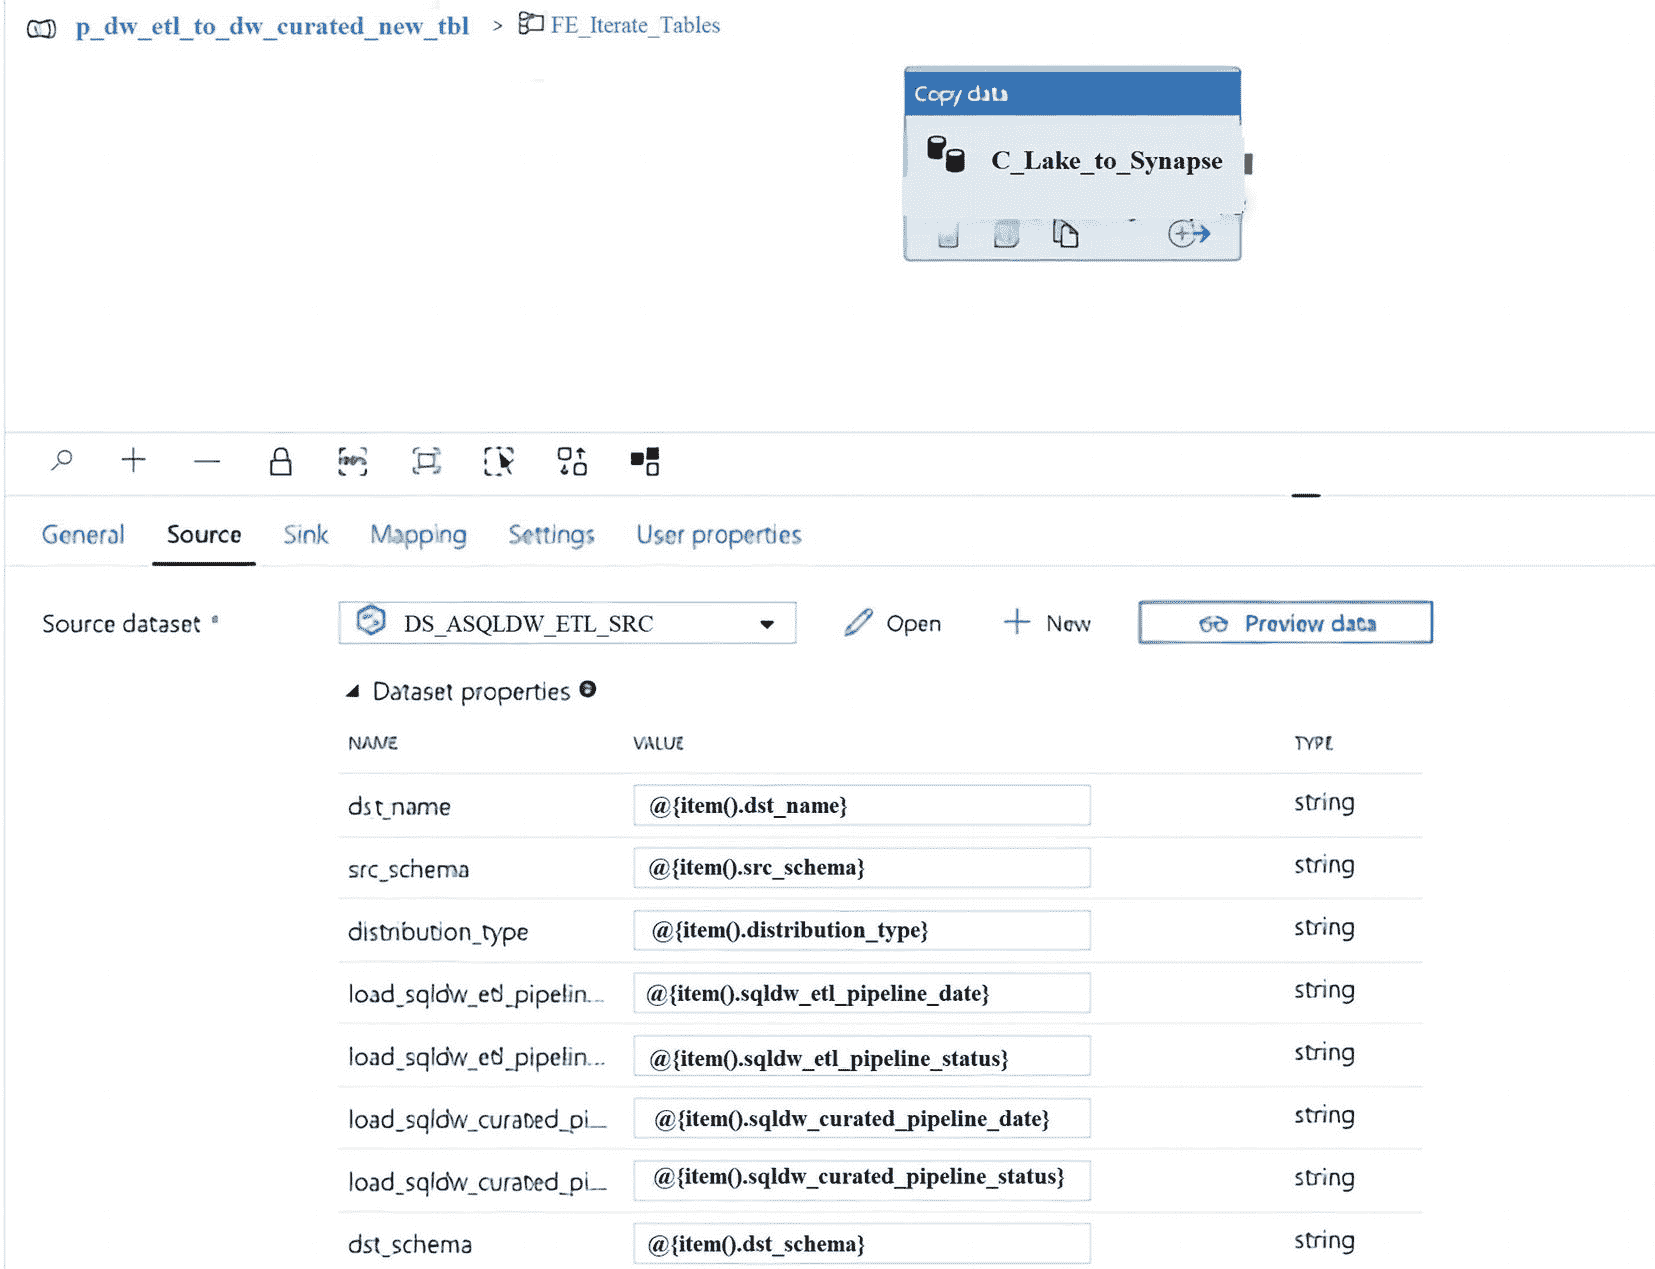 p_dw_etl_to_dw_curated_new_tbl > FE_Iterate_Tables
Copy data
C_Lake_to_Synapse
General Source Sink Mapping Settings User properties
Source dataset * DS_ASQLDW_ETL_SRC Open New Preview data
Dataset properties
NAME VALUE TYPE
dst_name @{item().dst_name} string
src_schema @{item().src_schema} string
distribution_type @{item().distribution_type} string
load_sqldw_etl_pipelin... @{item().sqldw_etl_pipeline_date} string
load_sqldw_etl_pipelin... @{item().sqldw_etl_pipeline_status} string
load_sqldw_curated_pi... @{item().sqldw_curated_pipeline_date} string
load_sqldw_curated_pi... @{item().sqldw_curated_pipeline_status} string
dst_schema @{item().dst_schema} string